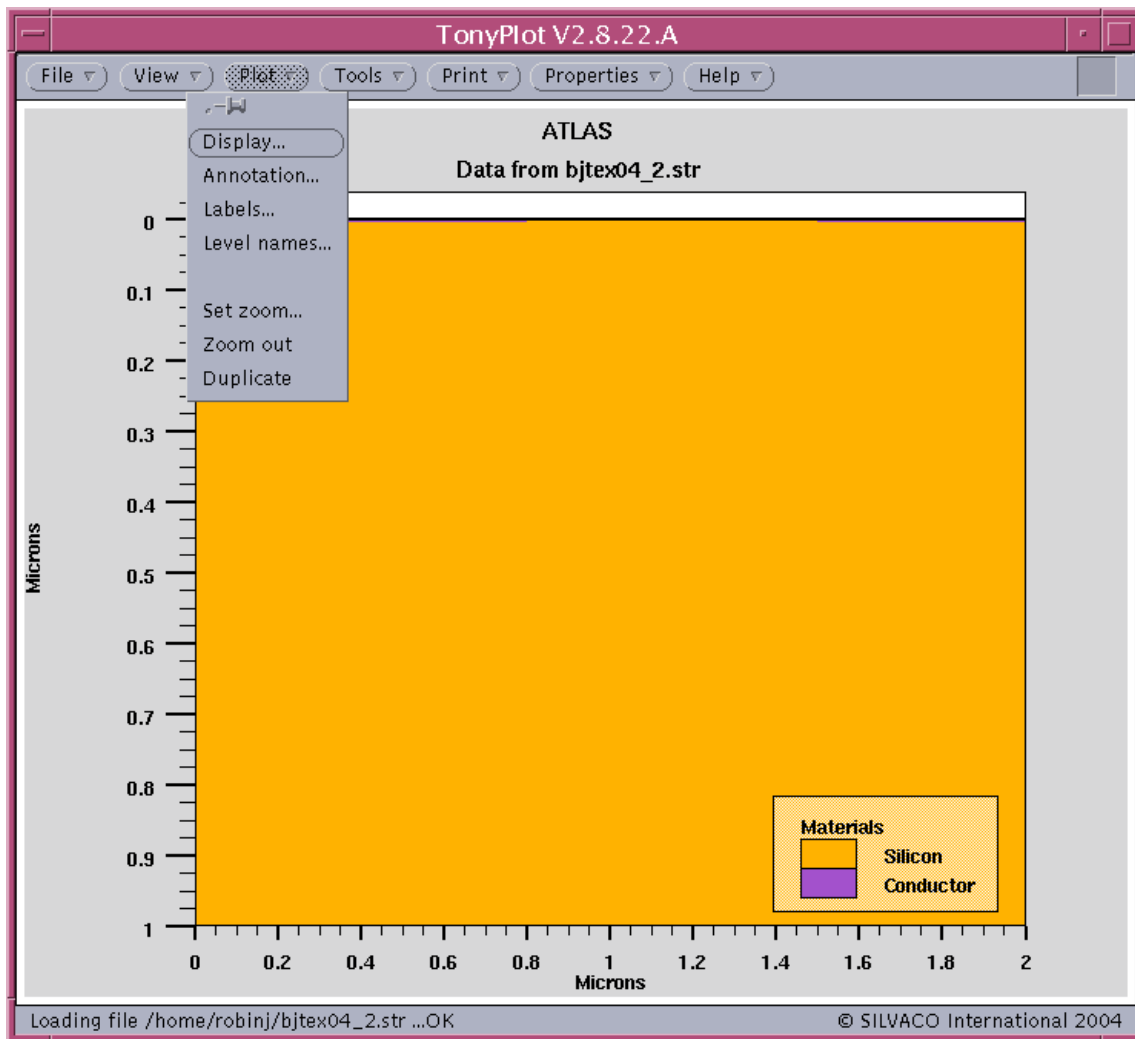 TonyPlot V2.8.22.A
File View Plot Tools Print Properties Help
Display...
Annotation...
Labels...
Level names...
Set zoom...
Zoom out
Duplicate
ATLAS
Data from bjtex04_2.str
Microns
0
0.1
0.2
0.3
0.4
0.5
0.6
0.7
0.8
0.9
1
Materials
Silicon
Conductor
0 0.2 0.4 0.6 0.8 1 1.2 1.4 1.6 1.8 2
Microns
Loading file /home/robinj/bjtex04_2.str ...OK © SILVACO International 2004